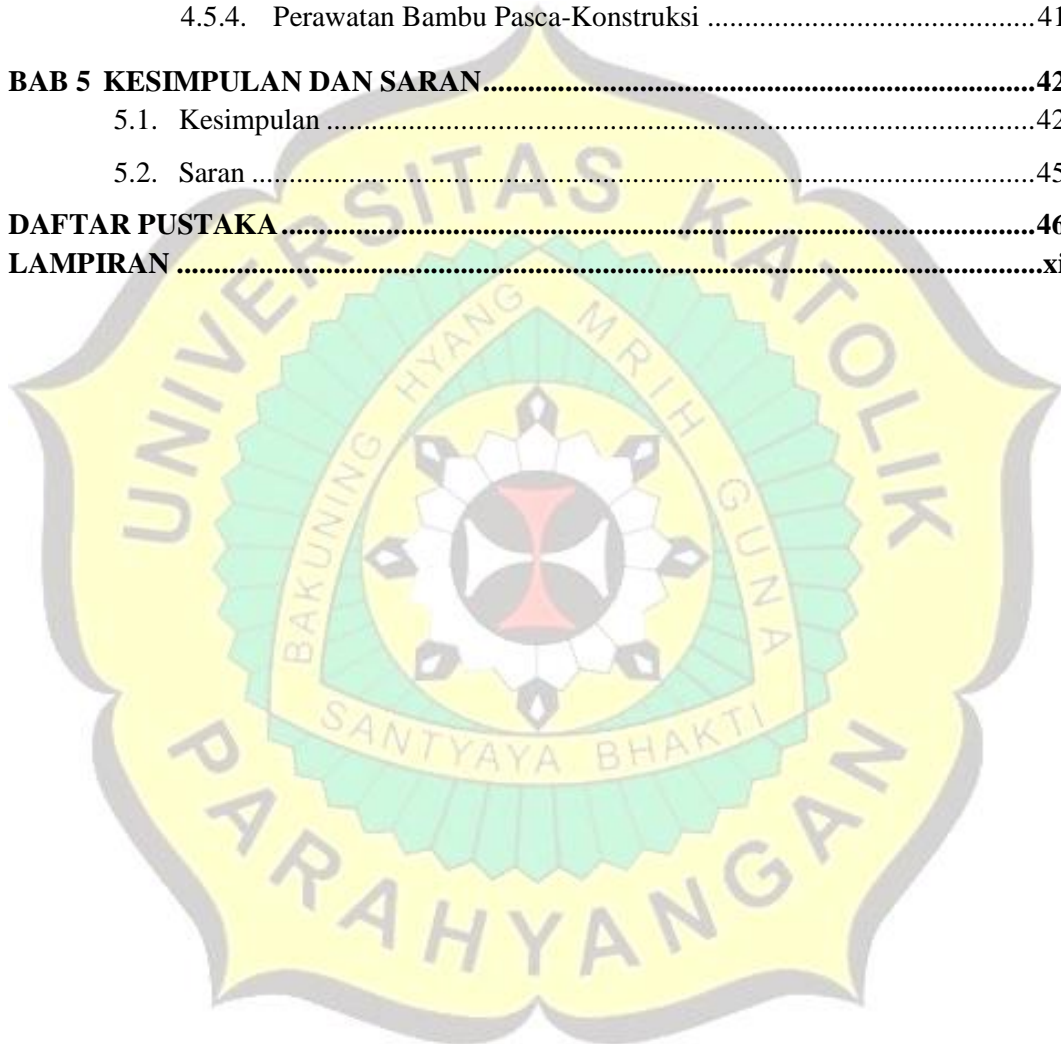 4.5.4. Perawatan Bambu Pasca-Konstruksi ....................................... 41
BAB 5 KESIMPULAN DAN SARAN ........................................................................... 42
5.1. Kesimpulan ................................................................................................ 42
5.2. Saran .......................................................................................................... 45
DAFTAR PUSTAKA ....................................................................................................... 46
LAMPIRAN ...................................................................................................................... xi
UNIVERSITAS KATOLIK
PARAHYANGAN
BAKUNING HYANG MRIH GUNA
SANTYAYA BHAKTI